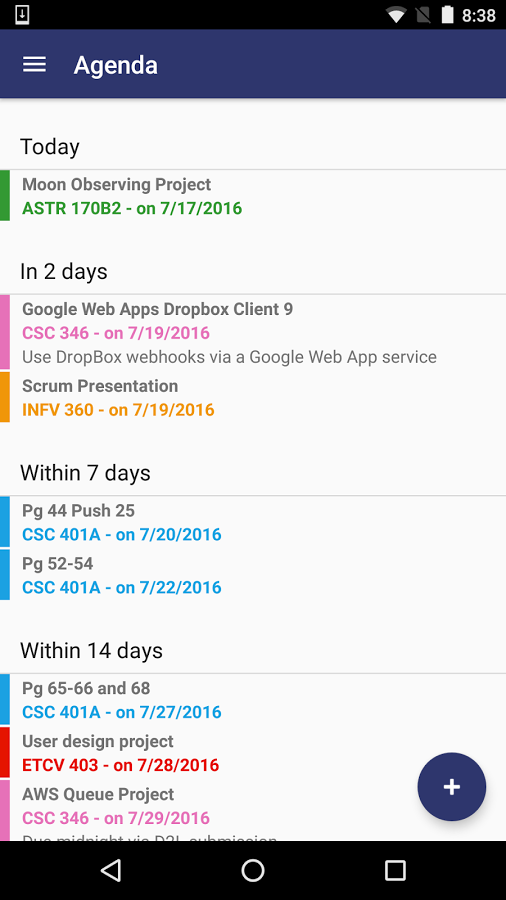 8:38
Agenda
Today
Moon Observing Project
ASTR 170B2 - on 7/17/2016
In 2 days
Google Web Apps Dropbox Client 9
CSC 346 - on 7/19/2016
Use DropBox webhooks via a Google Web App service
Scrum Presentation
INFV 360 - on 7/19/2016
Within 7 days
Pg 44 Push 25
CSC 401A - on 7/20/2016
Pg 52-54
CSC 401A - on 7/22/2016
Within 14 days
Pg 65-66 and 68
CSC 401A - on 7/27/2016
User design project
ETCV 403 - on 7/28/2016
AWS Queue Project
CSC 346 - on 7/29/2016
Due midnight via D2L submission